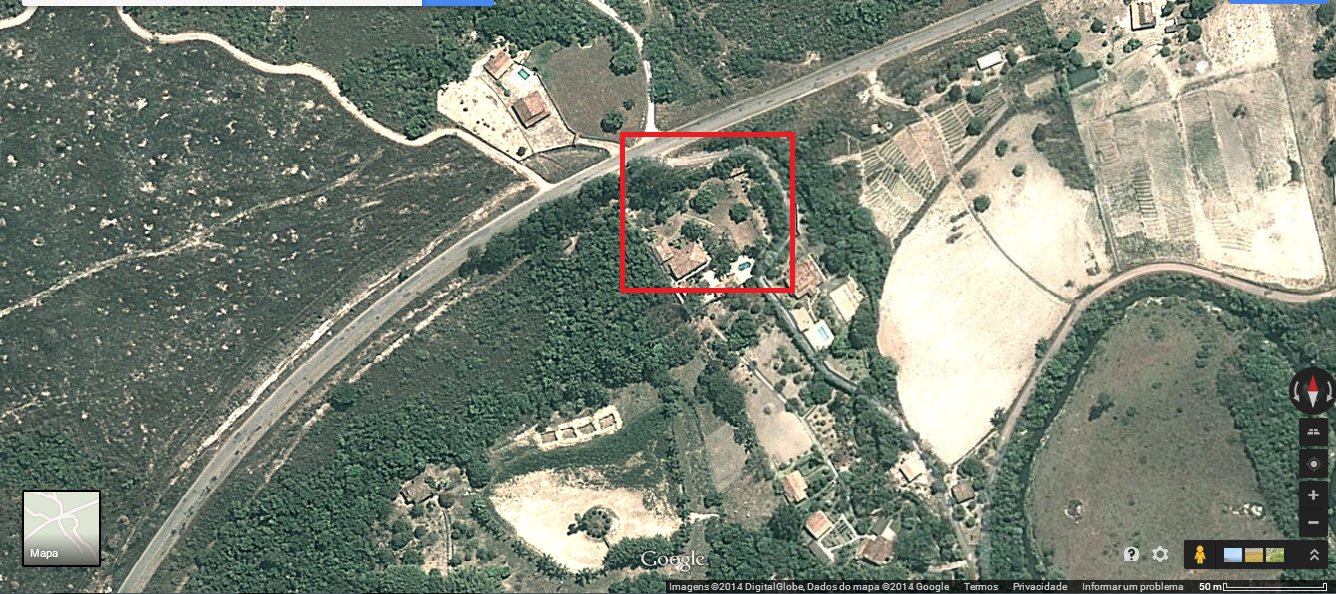 Mapa
Google
Imagens ©2014 DigitalGlobe, Dados do mapa ©2014 Google Termos Privacidade Informar um problema 50 m